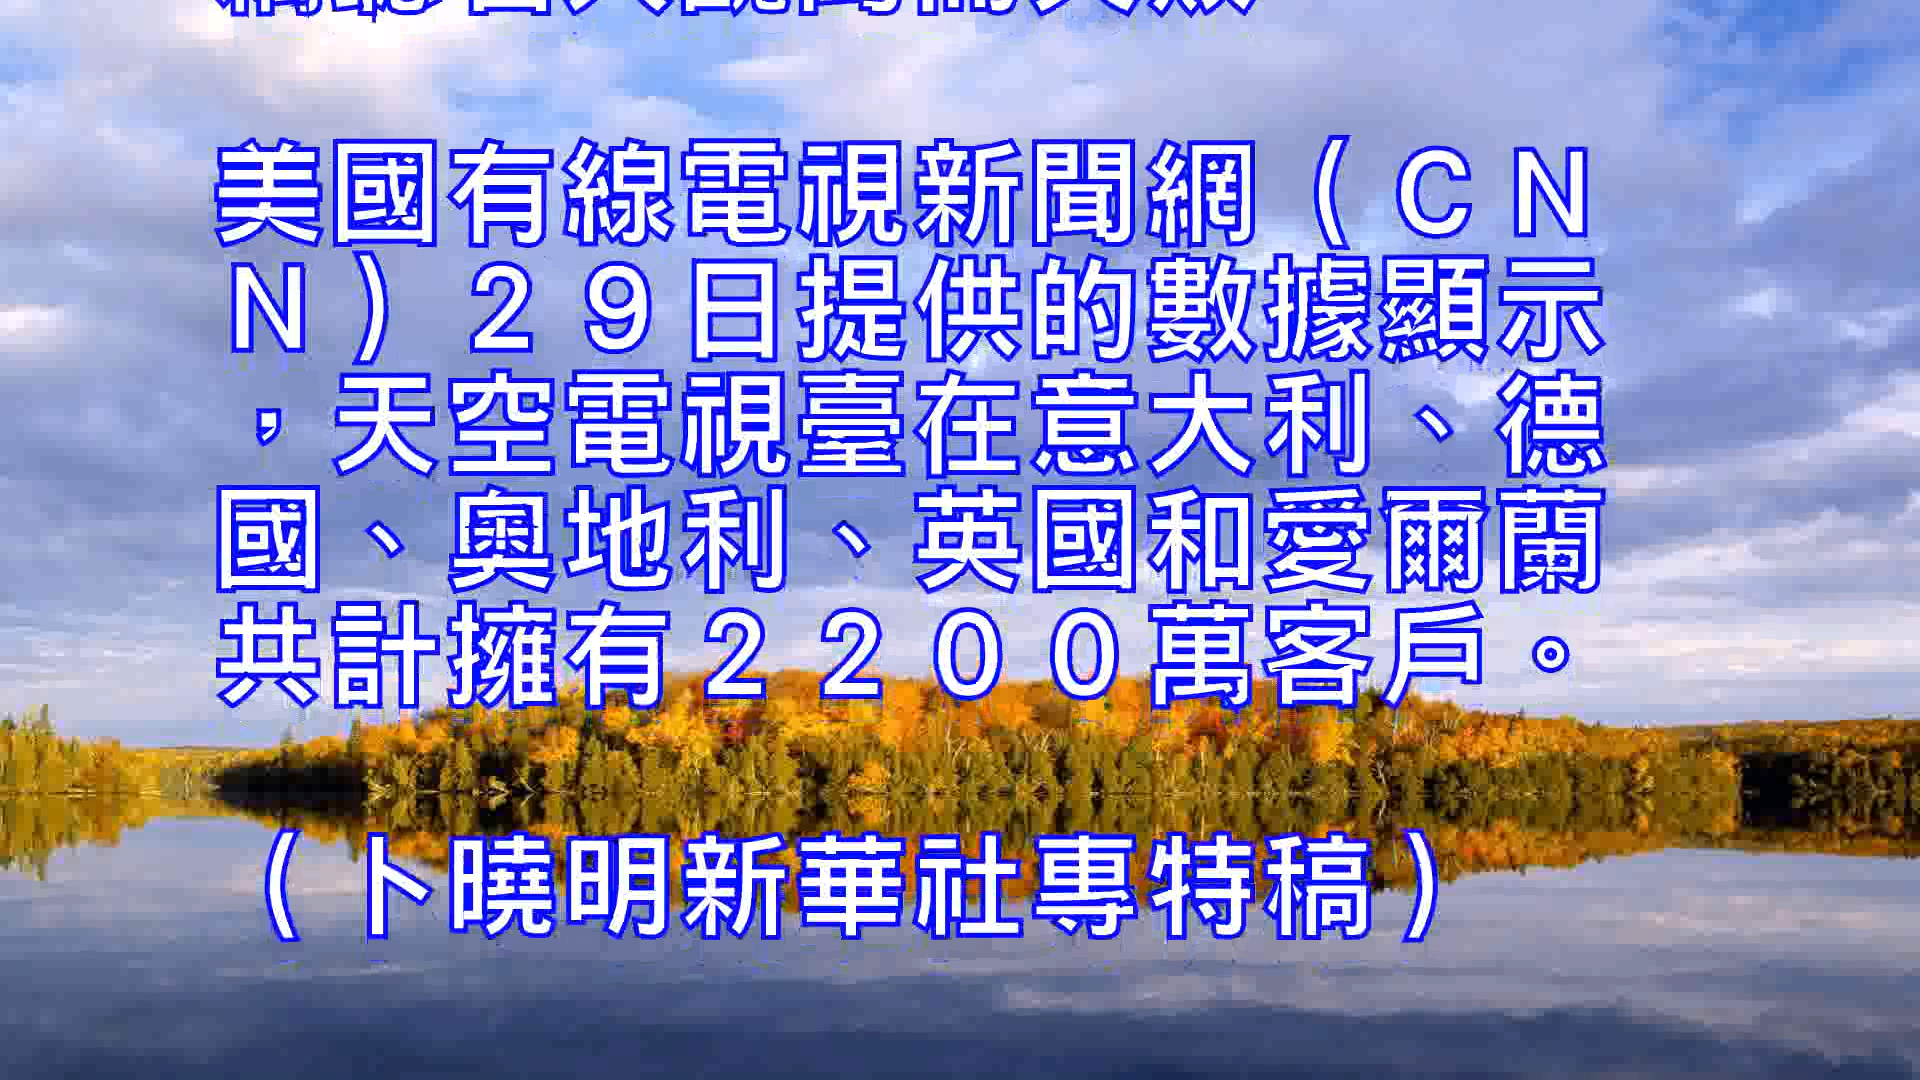 美國有線電視新聞網（ＣＮ
Ｎ）２９日提供的數據顯示
，天空電視臺在意大利、德
國、奧地利、英國和愛爾蘭
共計擁有２２００萬客戶。
（卜曉明新華社專特稿）